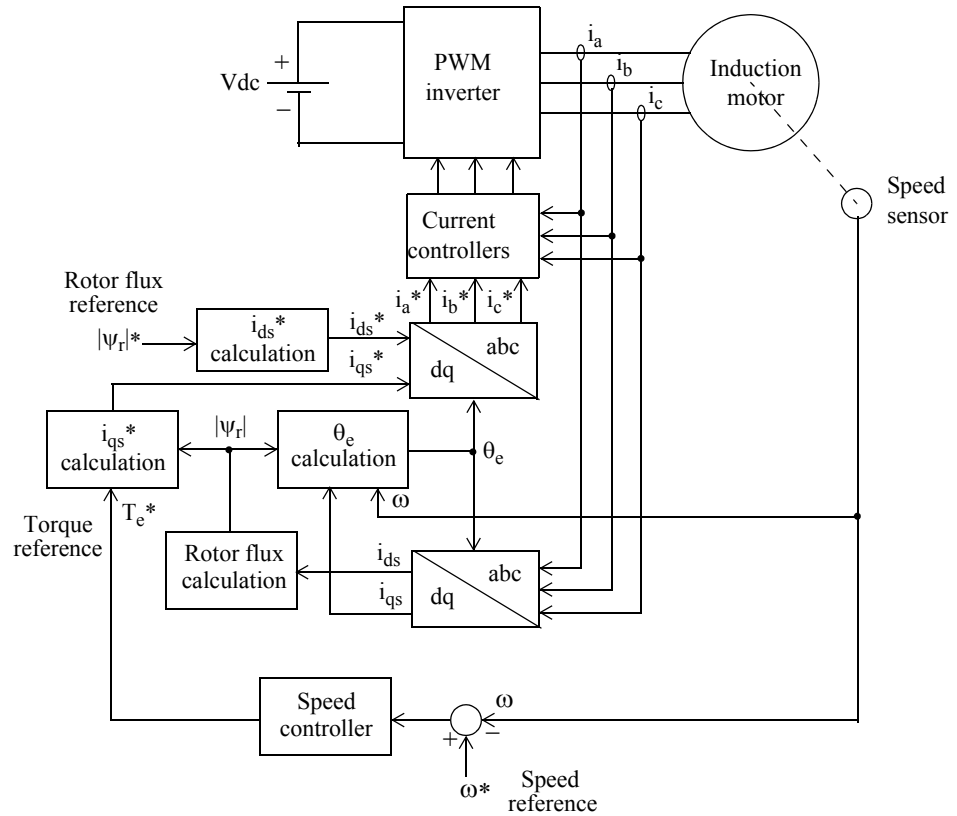 i_a
PWM
inverter
i_b
Induction
motor
+
Vdc
−
i_c
Speed
sensor
Current
controllers
Rotor flux
reference
i_a* i_b* i_c*
|ψ_r|*
i_ds*
calculation
i_ds*
i_qs*
abc
dq
i_qs*
calculation
|ψ_r|
θ_e
calculation
θ_e
ω
T_e*
Torque
reference
Rotor flux
calculation
i_ds
i_qs
abc
dq
Speed
controller
ω
+
−
ω*
Speed
reference